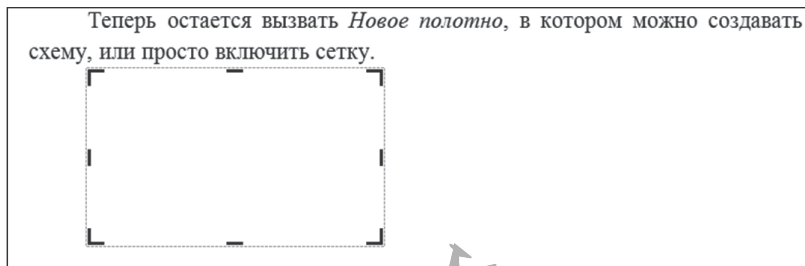 Теперь остается вызвать Новое полотно, в котором можно создавать
схему, или просто включить сетку.